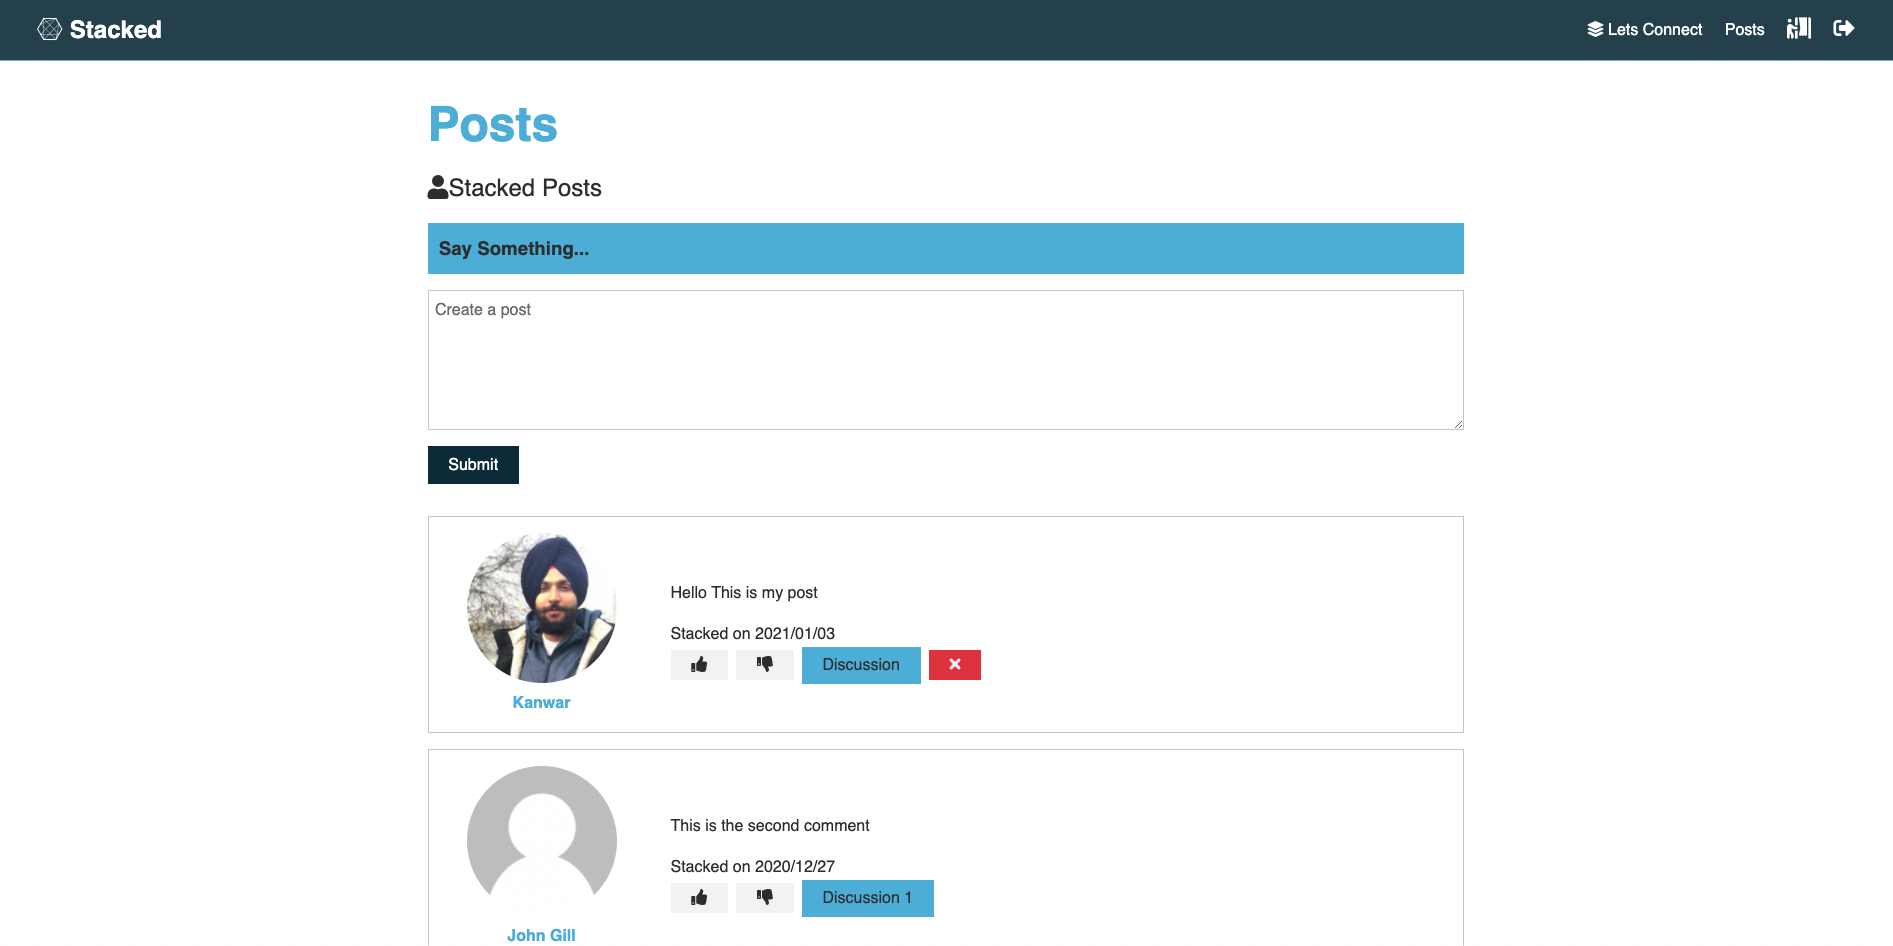 Stacked
Lets Connect Posts
Posts
Stacked Posts
Say Something...
Create a post
Submit
Hello This is my post
Stacked on 2021/01/03
Discussion
Kanwar
This is the second comment
Stacked on 2020/12/27
Discussion 1
John Gill